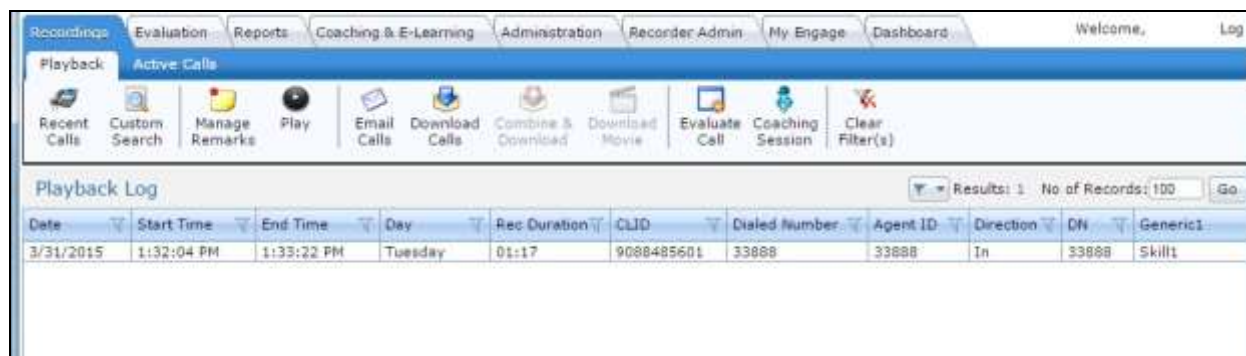 Recordings Evaluation Reports Coaching & E-Learning Administration Recorder Admin My Engage Dashboard Welcome, Log
Playback Active Calls
Recent Custom Manage Play Email Download Combine & Download Evaluate Coaching Clear
Calls Search Remarks Calls Calls Download Movie Call Session Filter(s)
Playback Log Results: 1 No of Records: 100 Go
Date Start Time End Time Day Rec Duration CLID Dialed Number Agent ID Direction DN Generic1
3/31/2015 1:32:04 PM 1:33:22 PM Tuesday 01:17 9088485601 33888 33888 In 33888 Skill1